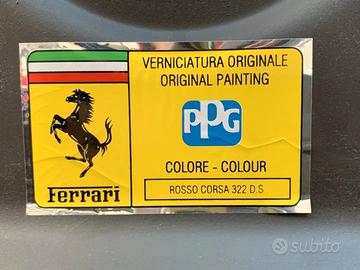 VERNICIATURA ORIGINALE
ORIGINAL PAINTING
PPG
COLORE - COLOUR
ROSSO CORSA 322 D.S
Ferrari
subito